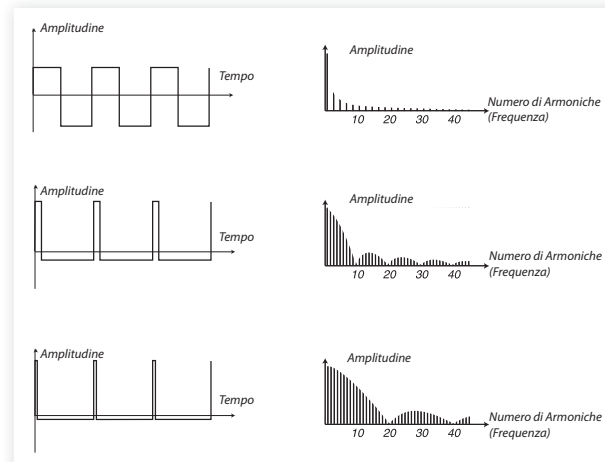 Amplitudine
Tempo
Amplitudine
Numero di Armoniche
(Frequenza)
10 20 30 40
Amplitudine
Tempo
Amplitudine
Numero di Armoniche
(Frequenza)
10 20 30 40
Amplitudine
Tempo
Amplitudine
Numero di Armoniche
(Frequenza)
10 20 30 40